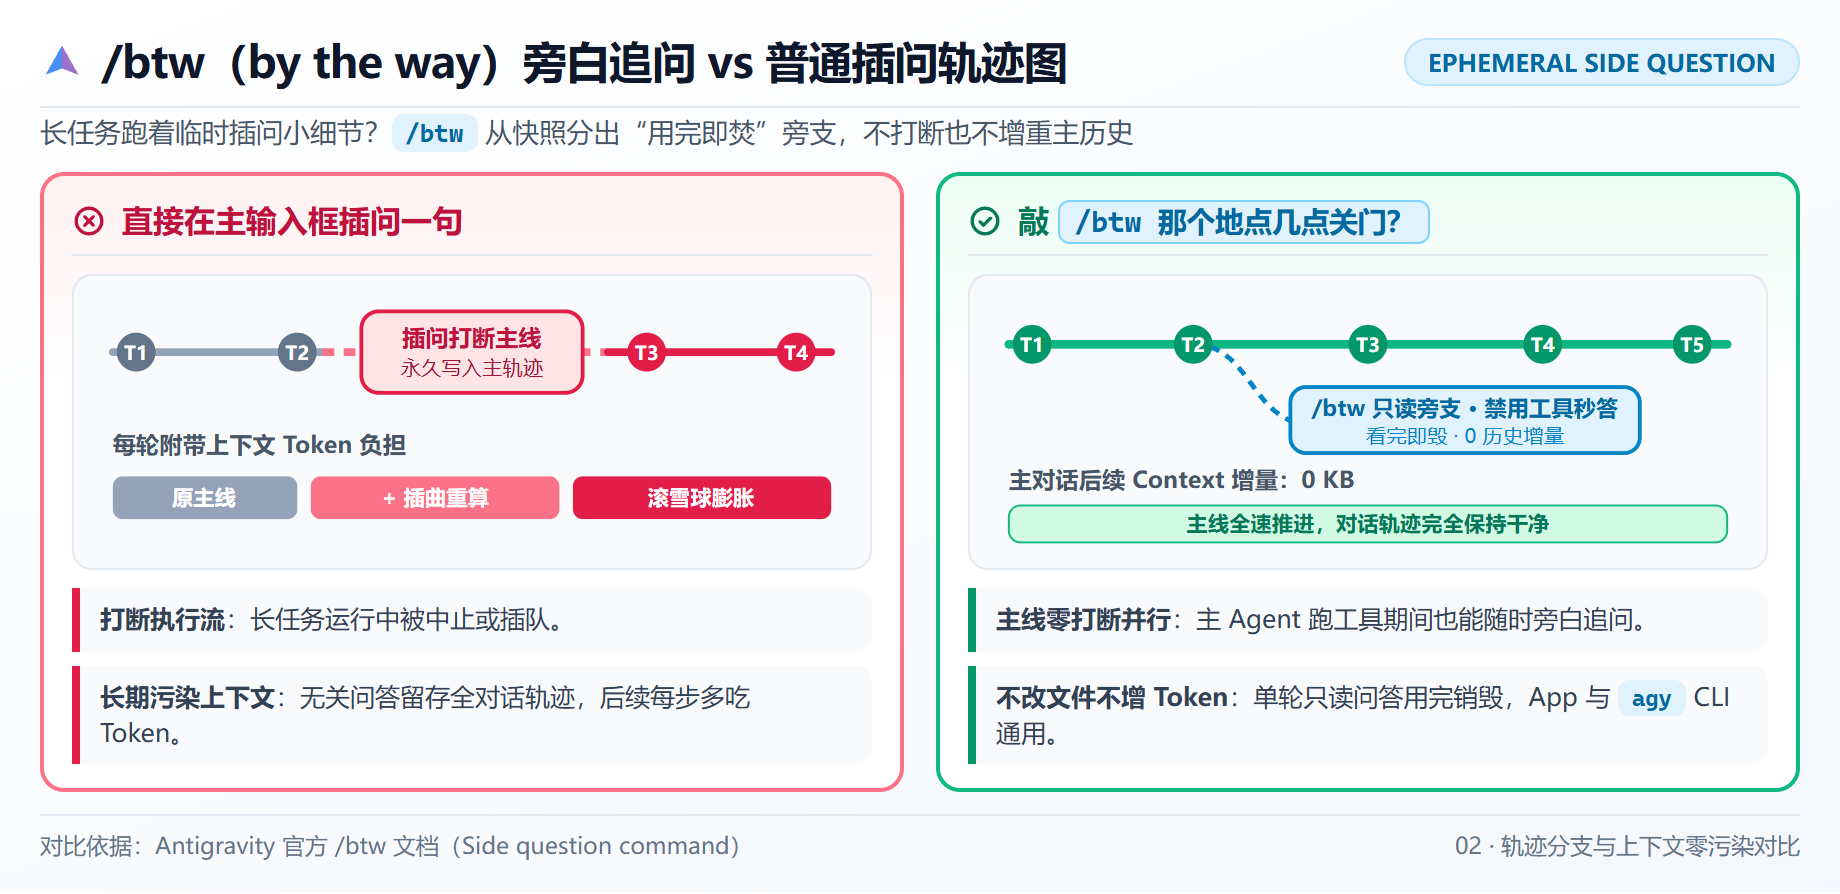 /btw（by the way）旁白追问 vs 普通插问轨迹图
EPHEMERAL SIDE QUESTION
长任务跑着临时插问小细节？ /btw 从快照分出“用完即焚”旁支，不打断也不增重主历史
直接在主输入框插问一句
T1
T2
插问打断主线
永久写入主轨迹
T3
T4
每轮附带上下文 Token 负担
原主线
+ 插曲重算
滚雪球膨胀
打断执行流：长任务运行中被中止或插队。
长期污染上下文：无关问答留存全对话轨迹，后续每步多吃
Token。
敲 /btw 那个地点几点关门？
T1
T2
T3
T4
T5
/btw 只读旁支 · 禁用工具秒答
看完即毁 · 0 历史增量
主对话后续 Context 增量：0 KB
主线全速推进，对话轨迹完全保持干净
主线零打断并行：主 Agent 跑工具期间也能随时旁白追问。
不改文件不增 Token：单轮只读问答用完销毁，App 与 agy CLI
通用。
对比依据：Antigravity 官方 /btw 文档（Side question command）
02 · 轨迹分支与上下文零污染对比